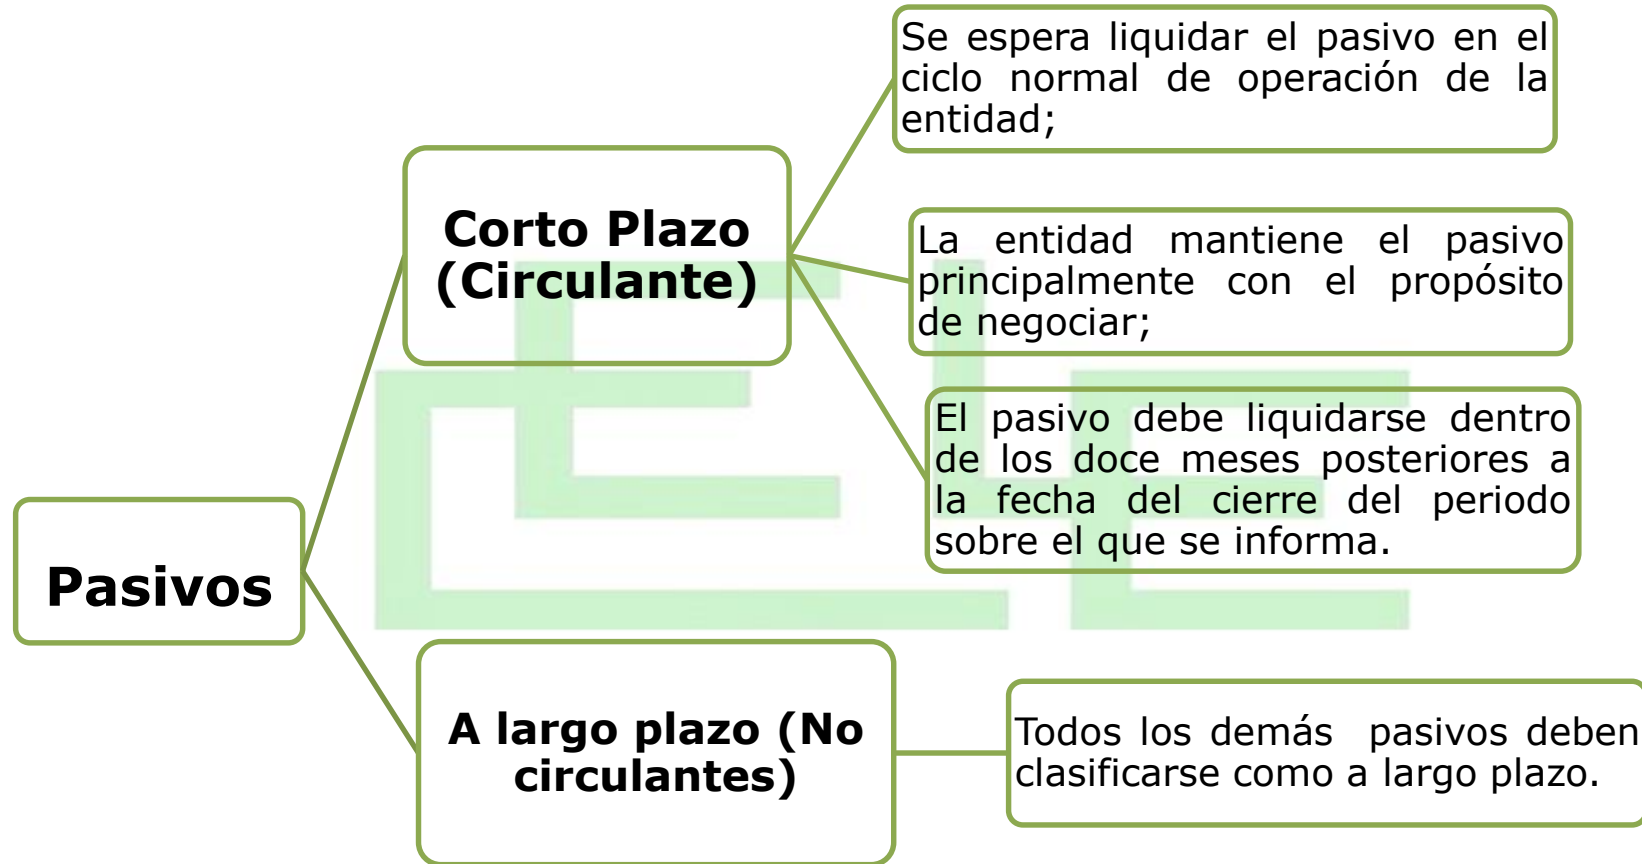 Pasivos
Corto Plazo
(Circulante)
Se espera liquidar el pasivo en el
ciclo normal de operación de la
entidad;
La entidad mantiene el pasivo
principalmente con el propósito
de negociar;
El pasivo debe liquidarse dentro
de los doce meses posteriores a
la fecha del cierre del periodo
sobre el que se informa.
A largo plazo (No
circulantes)
Todos los demás pasivos deben
clasificarse como a largo plazo.